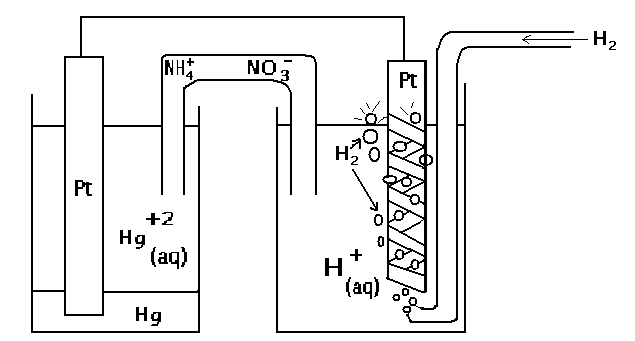 NH₄⁺ NO₃⁻
H₂
Pt
H₂
Pt
Hg⁺²
(aq)
H⁺
(aq)
Hg